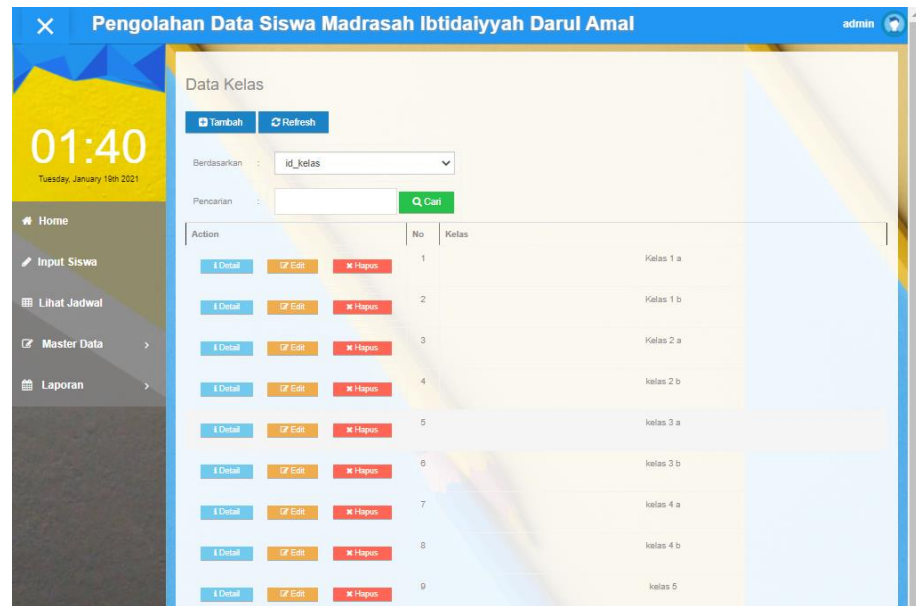 Pengolahan Data Siswa Madrasah Ibtidaiyyah Darul Amal
admin
01:40
Tuesday, January 19th 2021
Home
Input Siswa
Lihat Jadwal
Master Data
Laporan
Data Kelas
Tambah Refresh
Berdasarkan : id_kelas
Pencarian : Cari
Action No Kelas
Detail Edit Hapus 1 Kelas 1 a
Detail Edit Hapus 2 Kelas 1 b
Detail Edit Hapus 3 Kelas 2 a
Detail Edit Hapus 4 kelas 2 b
Detail Edit Hapus 5 kelas 3 a
Detail Edit Hapus 6 kelas 3 b
Detail Edit Hapus 7 kelas 4 a
Detail Edit Hapus 8 kelas 4 b
Detail Edit Hapus 9 kelas 5